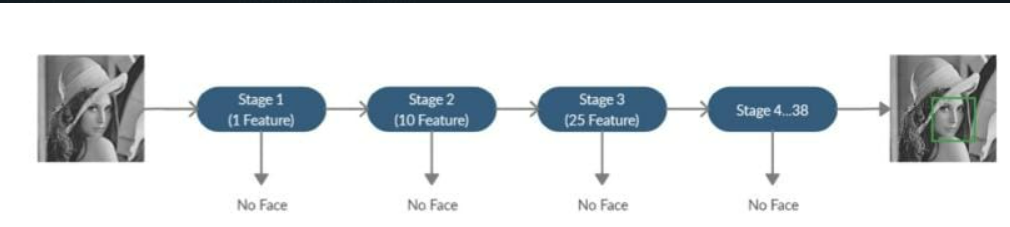 Stage 1
(1 Feature)
Stage 2
(10 Feature)
Stage 3
(25 Feature)
Stage 4...38
No Face
No Face
No Face
No Face